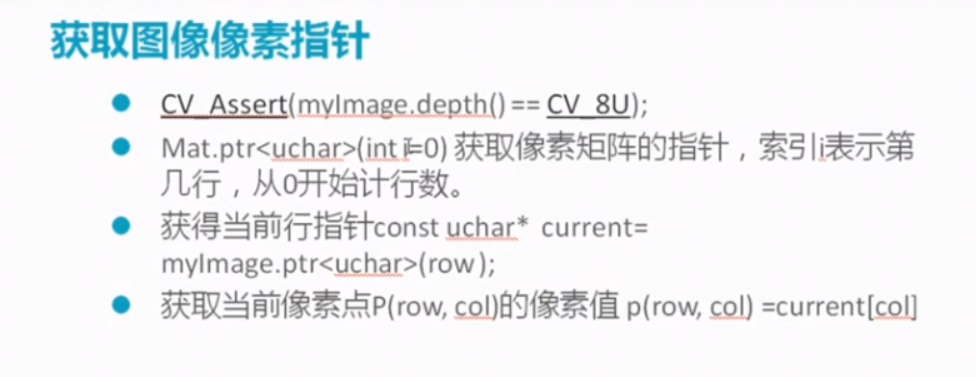 获取图像像素指针
CV_Assert(myImage.depth() == CV_8U);
Mat.ptr<uchar>(int i=0) 获取像素矩阵的指针，索引i表示第
几行，从0开始计行数。
获得当前行指针const uchar* current=
myImage.ptr<uchar>(row );
获取当前像素点P(row, col)的像素值 p(row, col) =current[col]